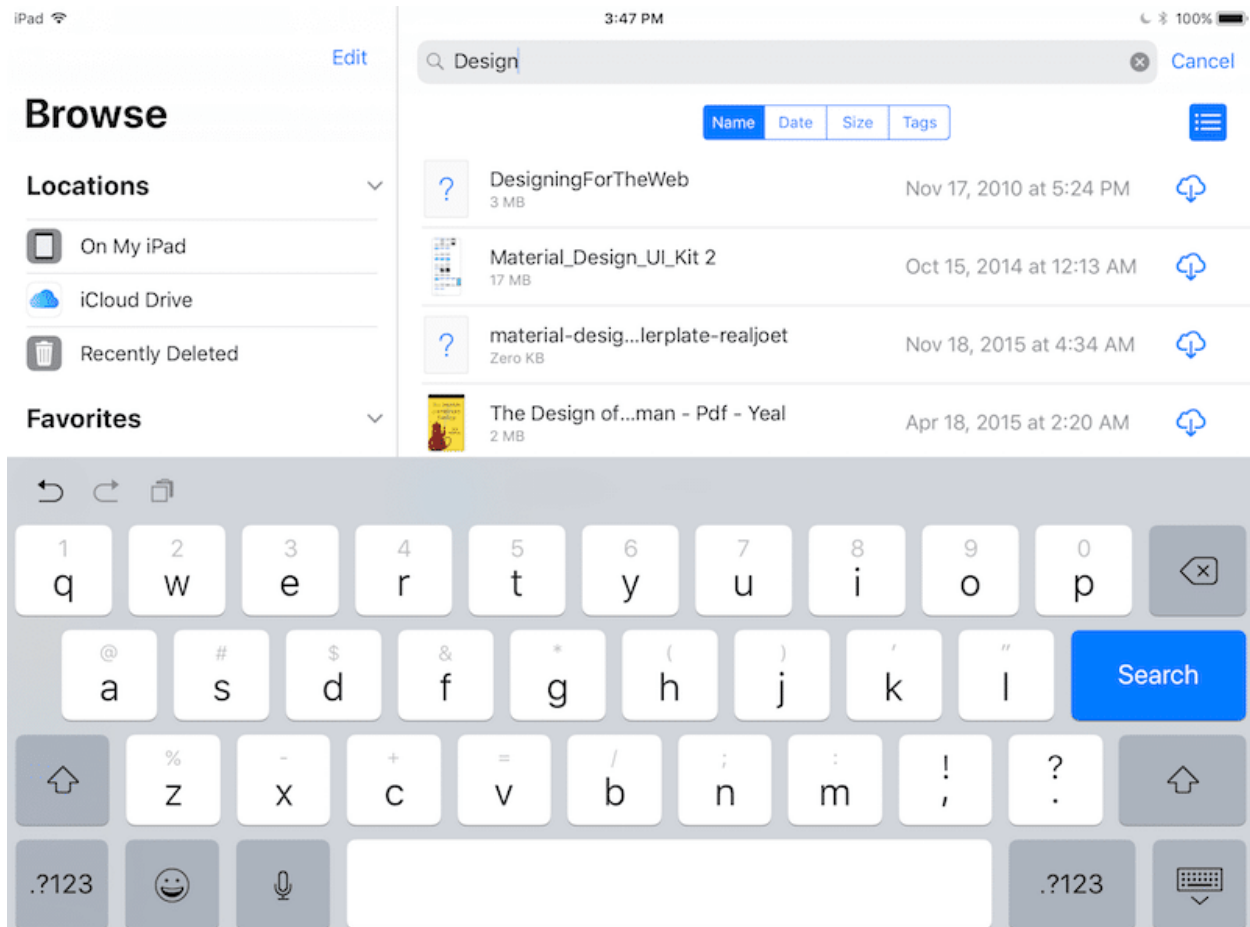 iPad 3:47 PM 100%
Edit
Browse
Locations
On My iPad
iCloud Drive
Recently Deleted
Favorites
Design Cancel
Name Date Size Tags
DesigningForTheWeb
3 MB
Nov 17, 2010 at 5:24 PM
Material_Design_UI_Kit 2
17 MB
Oct 15, 2014 at 12:13 AM
material-desig...lerplate-realjoet
Zero KB
Nov 18, 2015 at 4:34 AM
The Design of...man - Pdf - Yeal
2 MB
Apr 18, 2015 at 2:20 AM
1 2 3 4 5 6 7 8 9 0
q w e r t y u i o p
@ # $ & * ( ) ' "
a s d f g h j k l Search
% - + = / ; : ! ?
z x c v b n m , .
.?123 .?123